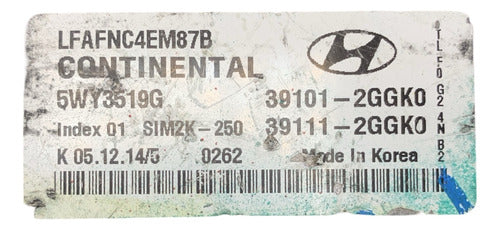 LFAFNC4EM87B
CONTINENTAL
5WY3519G 39101-2GGK0
Index 01 SIM2K-250 39111-2GGK0
K 05.12.14/5 0262 Made in Korea
TLF0G24NB2